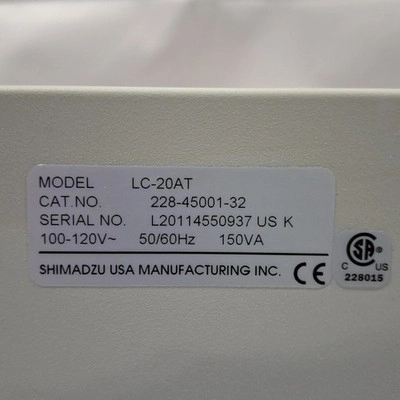 MODEL LC-20AT
CAT.NO. 228-45001-32
SERIAL NO. L20114550937 US K
100-120V~ 50/60Hz 150VA
SHIMADZU USA MANUFACTURING INC. CE
SA
C US
228015